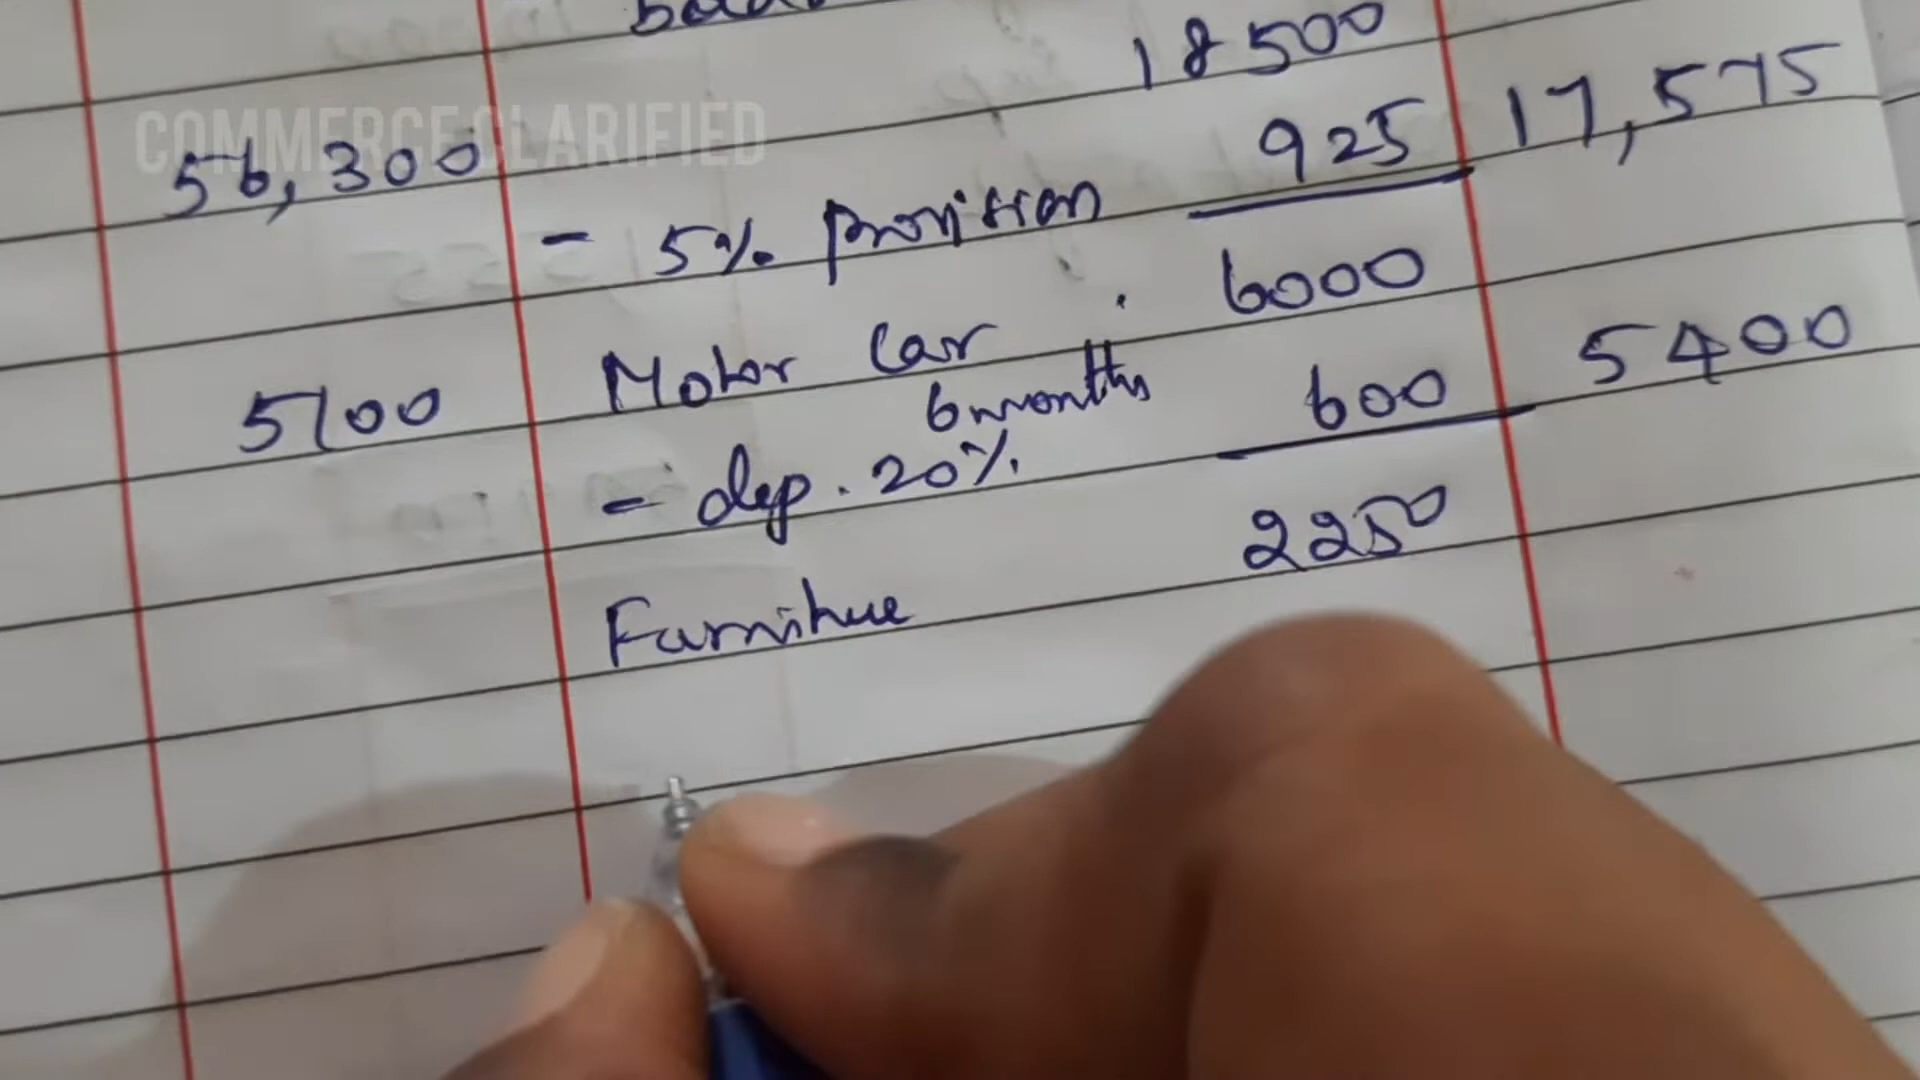 18500
COMMERCE CLARIFIED
56,300 - 5% provision 925 17,575
5100 Motor Car 6000
6 months
- dep. 20% 600 5400
Furniture 2250